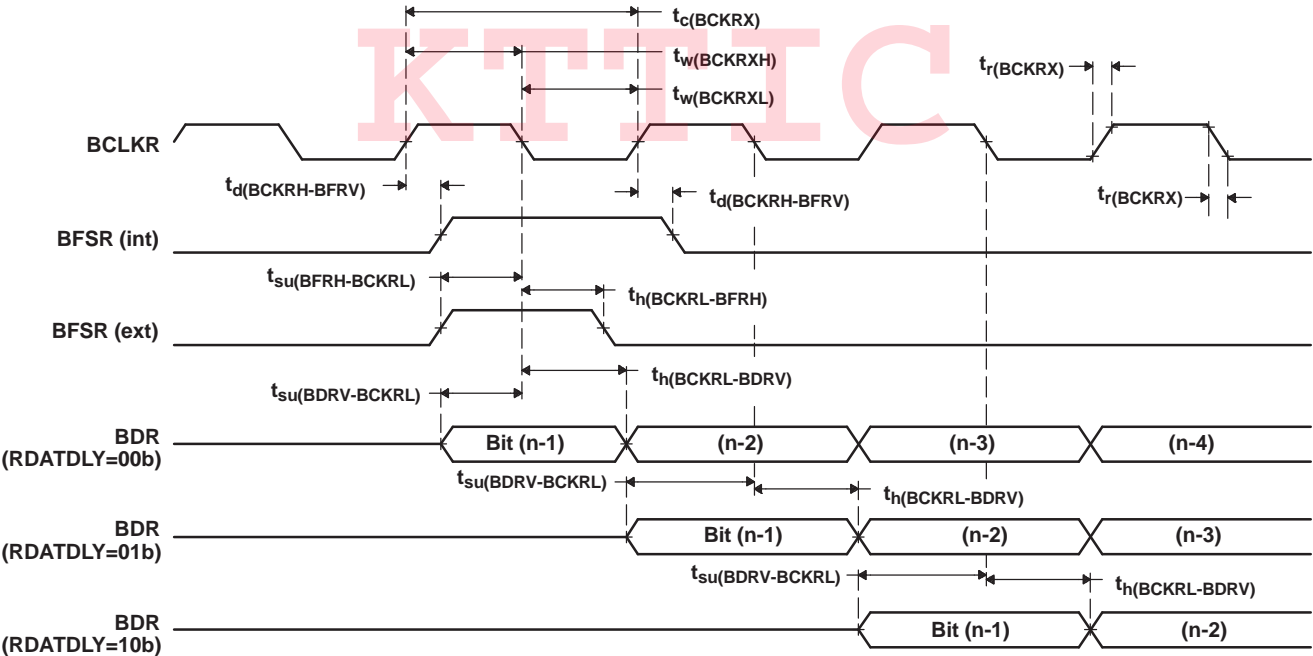 KTTIC
tc(BCKRX)
tw(BCKRXH)
tr(BCKRX)
tw(BCKRXL)
BCLKR
td(BCKRH-BFRV)
td(BCKRH-BFRV)
tr(BCKRX)
BFSR (int)
tsu(BFRH-BCKRL)
th(BCKRL-BFRH)
BFSR (ext)
th(BCKRL-BDRV)
tsu(BDRV-BCKRL)
BDR
(RDATDLY=00b)
Bit (n-1)
(n-2)
(n-3)
(n-4)
tsu(BDRV-BCKRL)
th(BCKRL-BDRV)
BDR
(RDATDLY=01b)
Bit (n-1)
(n-2)
(n-3)
tsu(BDRV-BCKRL)
th(BCKRL-BDRV)
BDR
(RDATDLY=10b)
Bit (n-1)
(n-2)